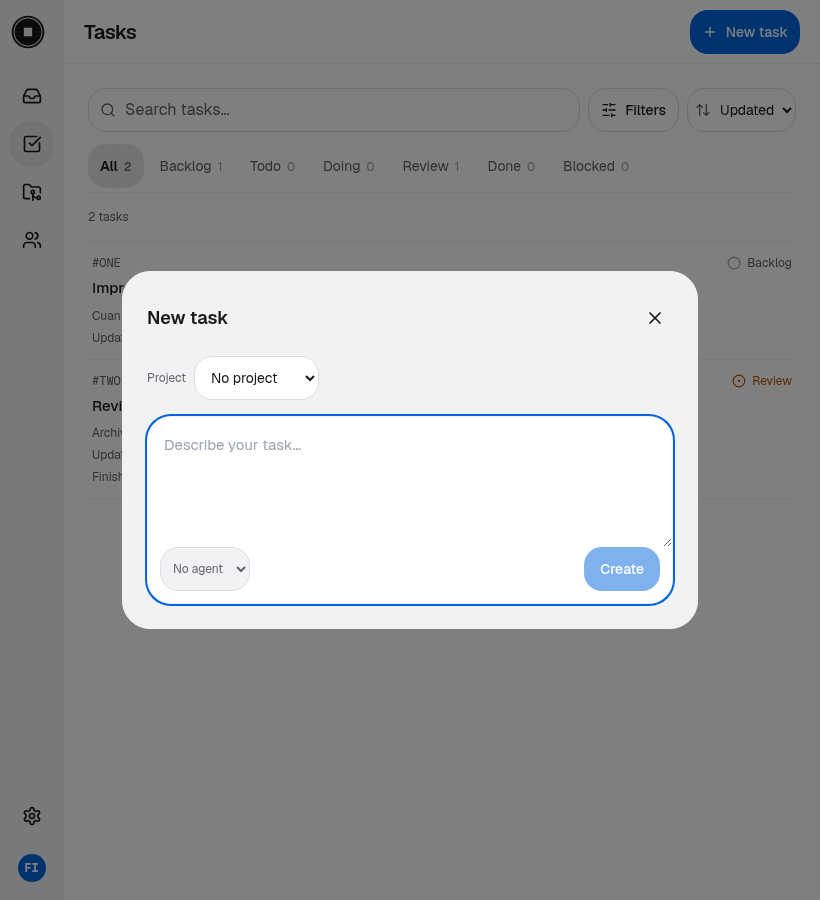 Tasks
+ New task
Search tasks...
Filters
Updated
All 2
Backlog 1
Todo 0
Doing 0
Review 1
Done 0
Blocked 0
2 tasks
#ONE
Backlog
New task
Project
No project
#TWO
Review
Describe your task...
No agent
Create
FI